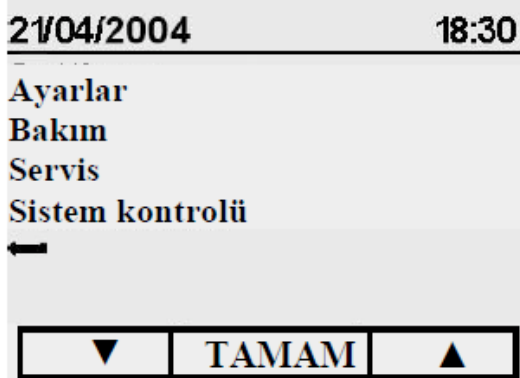 21/04/2004 18:30
Ayarlar
Bakım
Servis
Sistem kontrolü
▼ TAMAM ▲